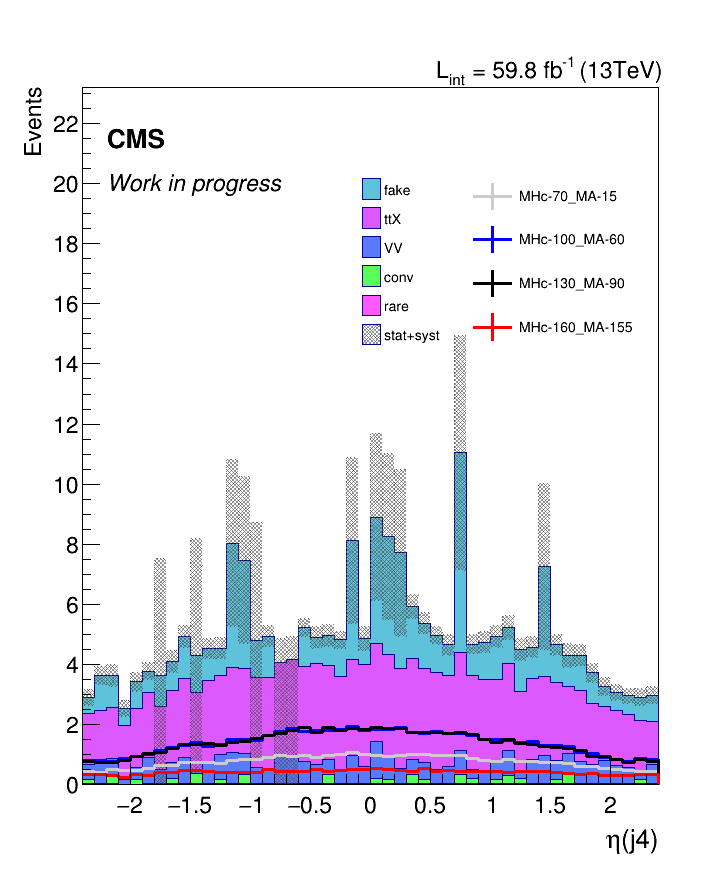 L_int = 59.8 fb^-1 (13TeV)
Events
CMS
Work in progress
fake
ttX
VV
conv
rare
stat+syst
MHc-70_MA-15
MHc-100_MA-60
MHc-130_MA-90
MHc-160_MA-155
22
20
18
16
14
12
10
8
6
4
2
0
−2 −1.5 −1 −0.5 0 0.5 1 1.5 2
η(j4)